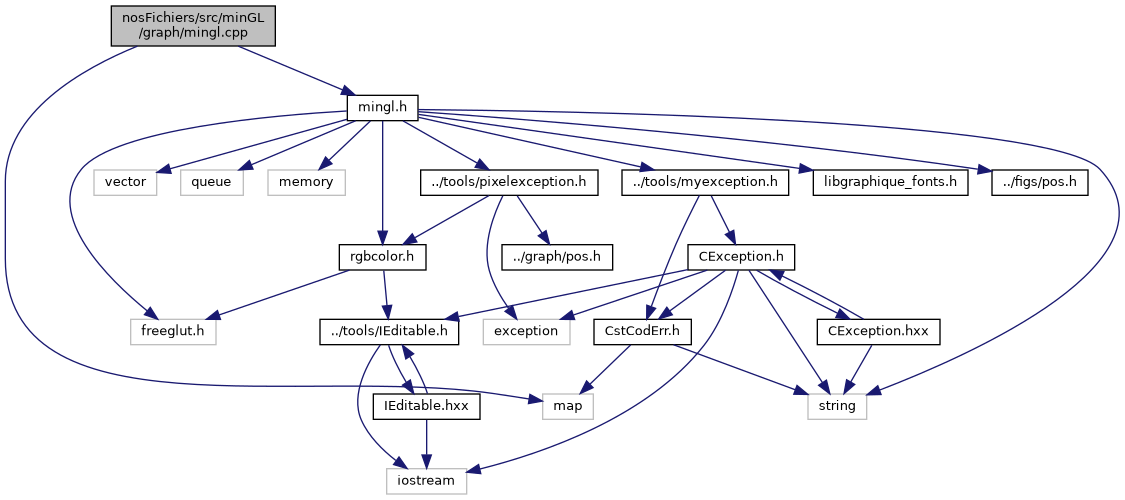 nosFichiers/src/minGL
/graph/mingl.cpp
mingl.h
vector
queue
memory
../tools/pixelexception.h
../tools/myexception.h
libgraphique_fonts.h
../figs/pos.h
rgbcolor.h
../graph/pos.h
CException.h
freeglut.h
../tools/IEditable.h
exception
CstCodErr.h
CException.hxx
IEditable.hxx
map
string
iostream